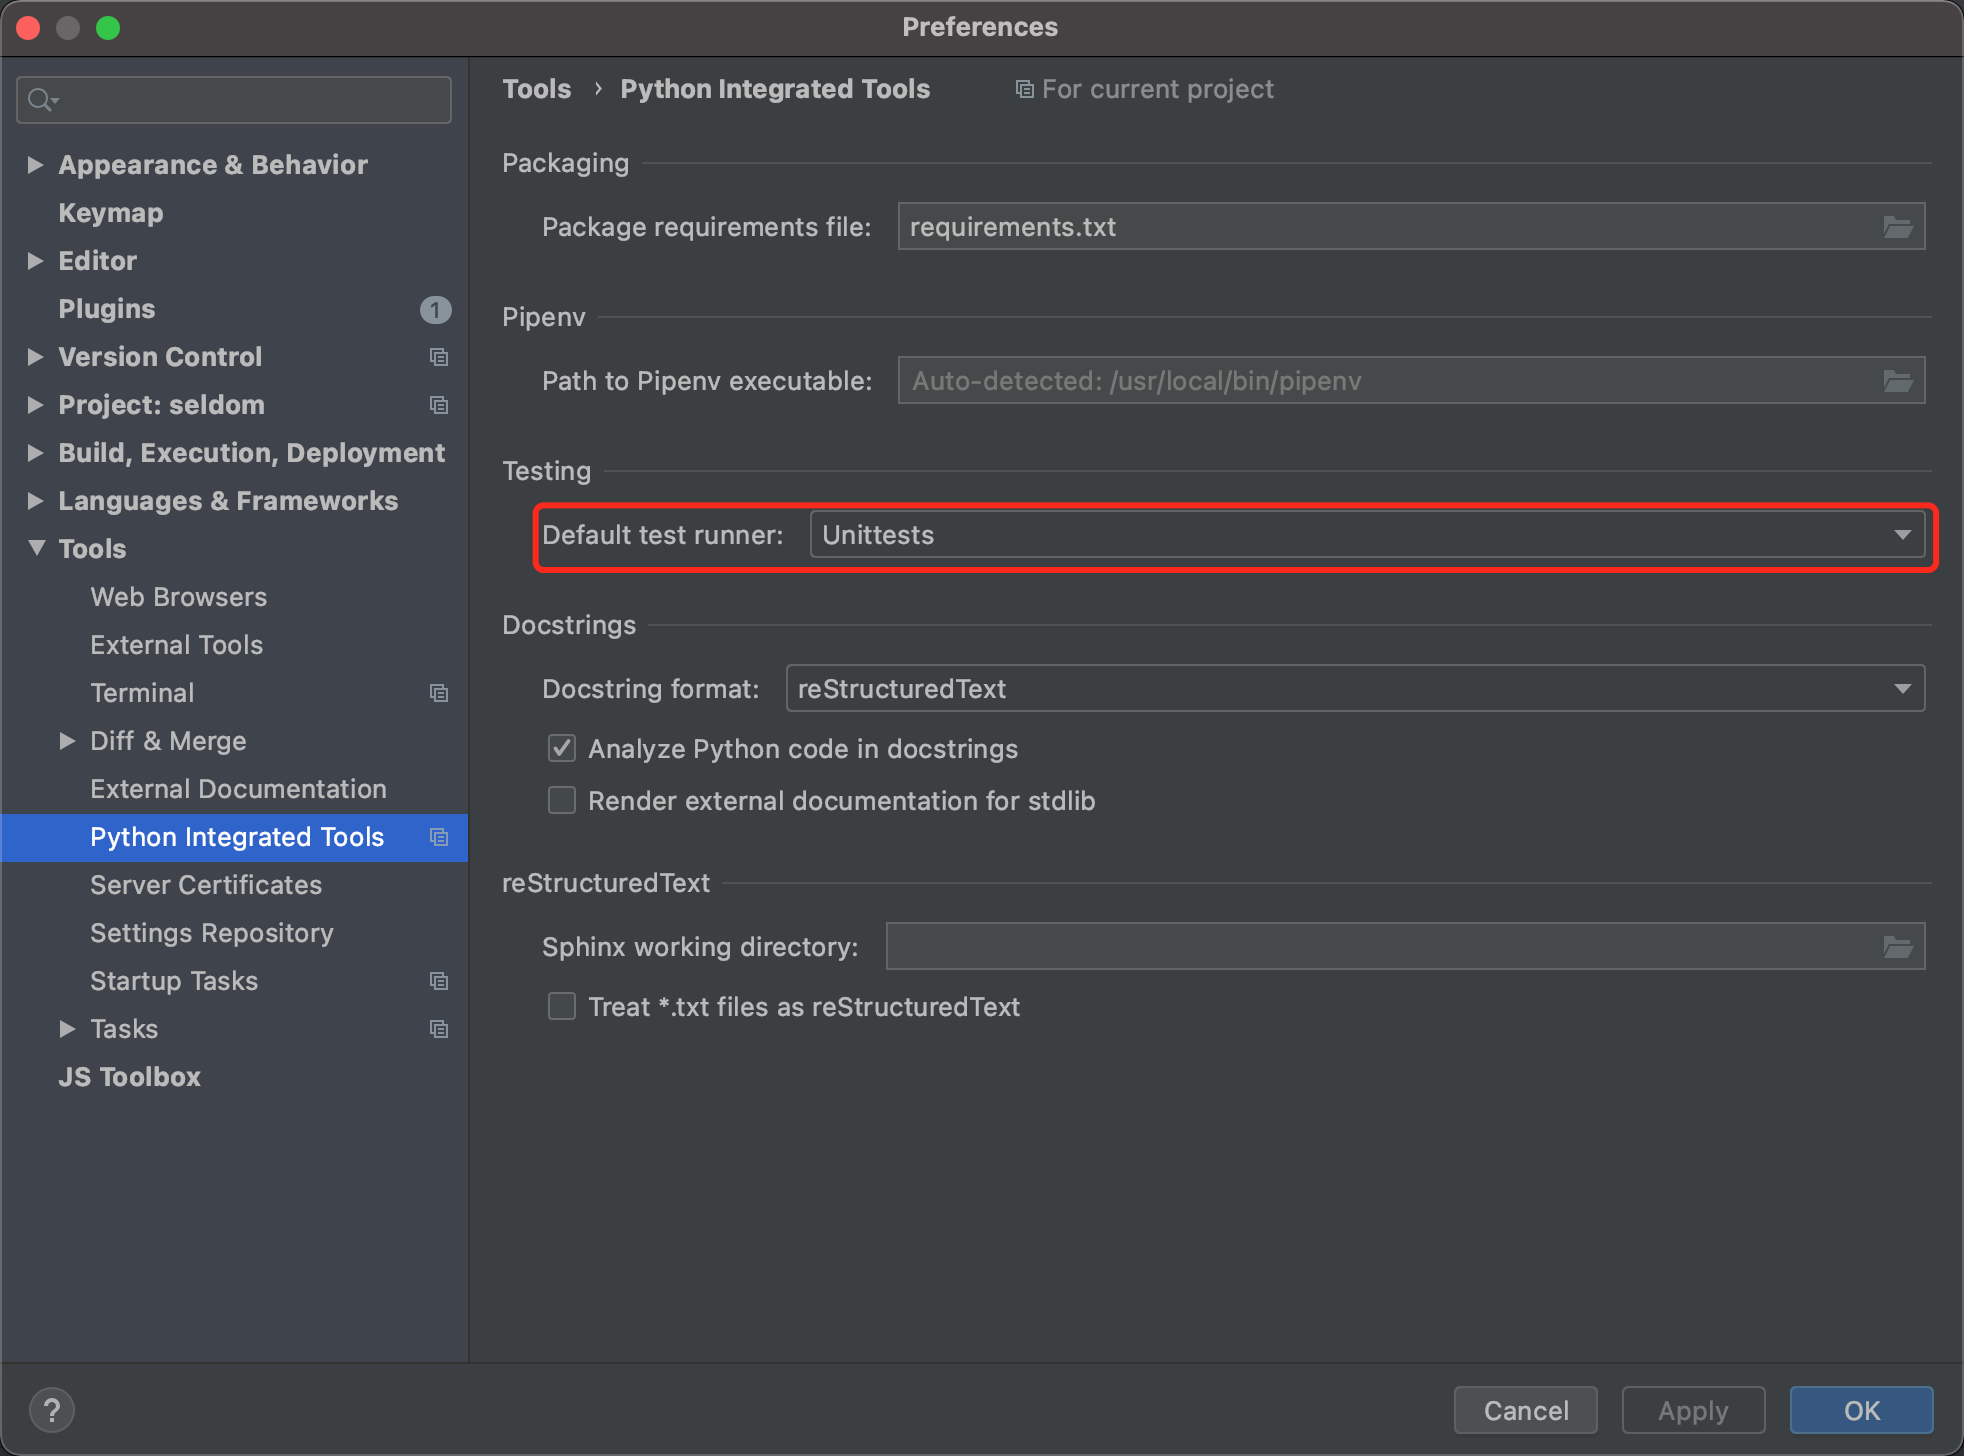 Preferences
Tools › Python Integrated Tools For current project
Appearance & Behavior
Keymap
Editor
Plugins 1
Version Control
Project: seldom
Build, Execution, Deployment
Languages & Frameworks
Tools
Web Browsers
External Tools
Terminal
Diff & Merge
External Documentation
Python Integrated Tools
Server Certificates
Settings Repository
Startup Tasks
Tasks
JS Toolbox
Packaging
Package requirements file: requirements.txt
Pipenv
Path to Pipenv executable: Auto-detected: /usr/local/bin/pipenv
Testing
Default test runner: Unittests
Docstrings
Docstring format: reStructuredText
Analyze Python code in docstrings
Render external documentation for stdlib
reStructuredText
Sphinx working directory:
Treat *.txt files as reStructuredText
? Cancel Apply OK